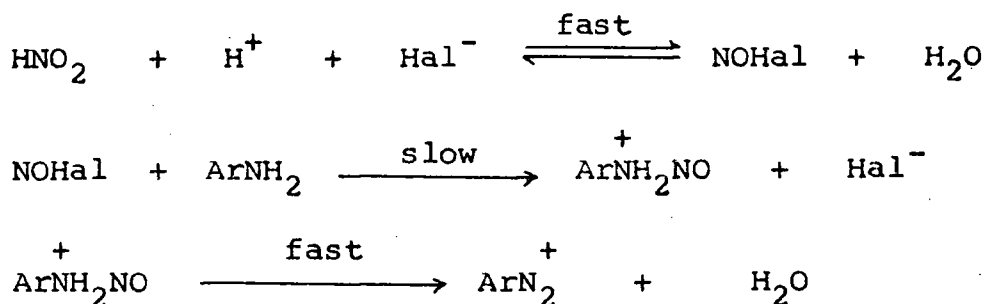 fast
HNO₂ + H⁺ + Hal⁻ ⇌ NOHal + H₂O
slow +
NOHal + ArNH₂ ⟶ ArNH₂NO + Hal⁻
+ fast +
ArNH₂NO ⟶ ArN₂ + H₂O